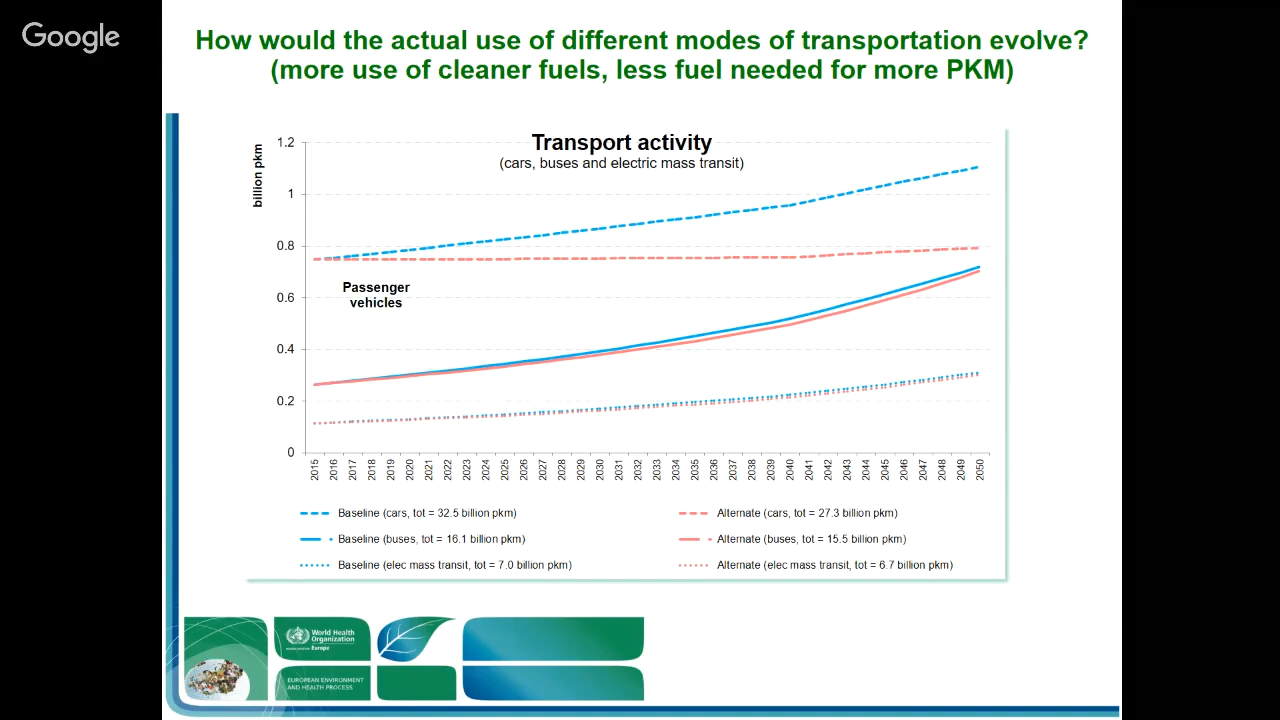 Google
How would the actual use of different modes of transportation evolve?
(more use of cleaner fuels, less fuel needed for more PKM)
Transport activity
(cars, buses and electric mass transit)
billion pkm
1.2
1
0.8
0.6
0.4
0.2
0
Passenger
vehicles
2015 2016 2017 2018 2019 2020 2021 2022 2023 2024 2025 2026 2027 2028 2029 2030 2031 2032 2033 2034 2035 2036 2037 2038 2039 2040 2041 2042 2043 2044 2045 2046 2047 2048 2049 2050
Baseline (cars, tot = 32.5 billion pkm)
Alternate (cars, tot = 27.3 billion pkm)
Baseline (buses, tot = 16.1 billion pkm)
Alternate (buses, tot = 15.5 billion pkm)
Baseline (elec mass transit, tot = 7.0 billion pkm)
Alternate (elec mass transit, tot = 6.7 billion pkm)
World Health
Organization
Europe
EUROPEAN ENVIRONMENT
AND HEALTH PROCESS